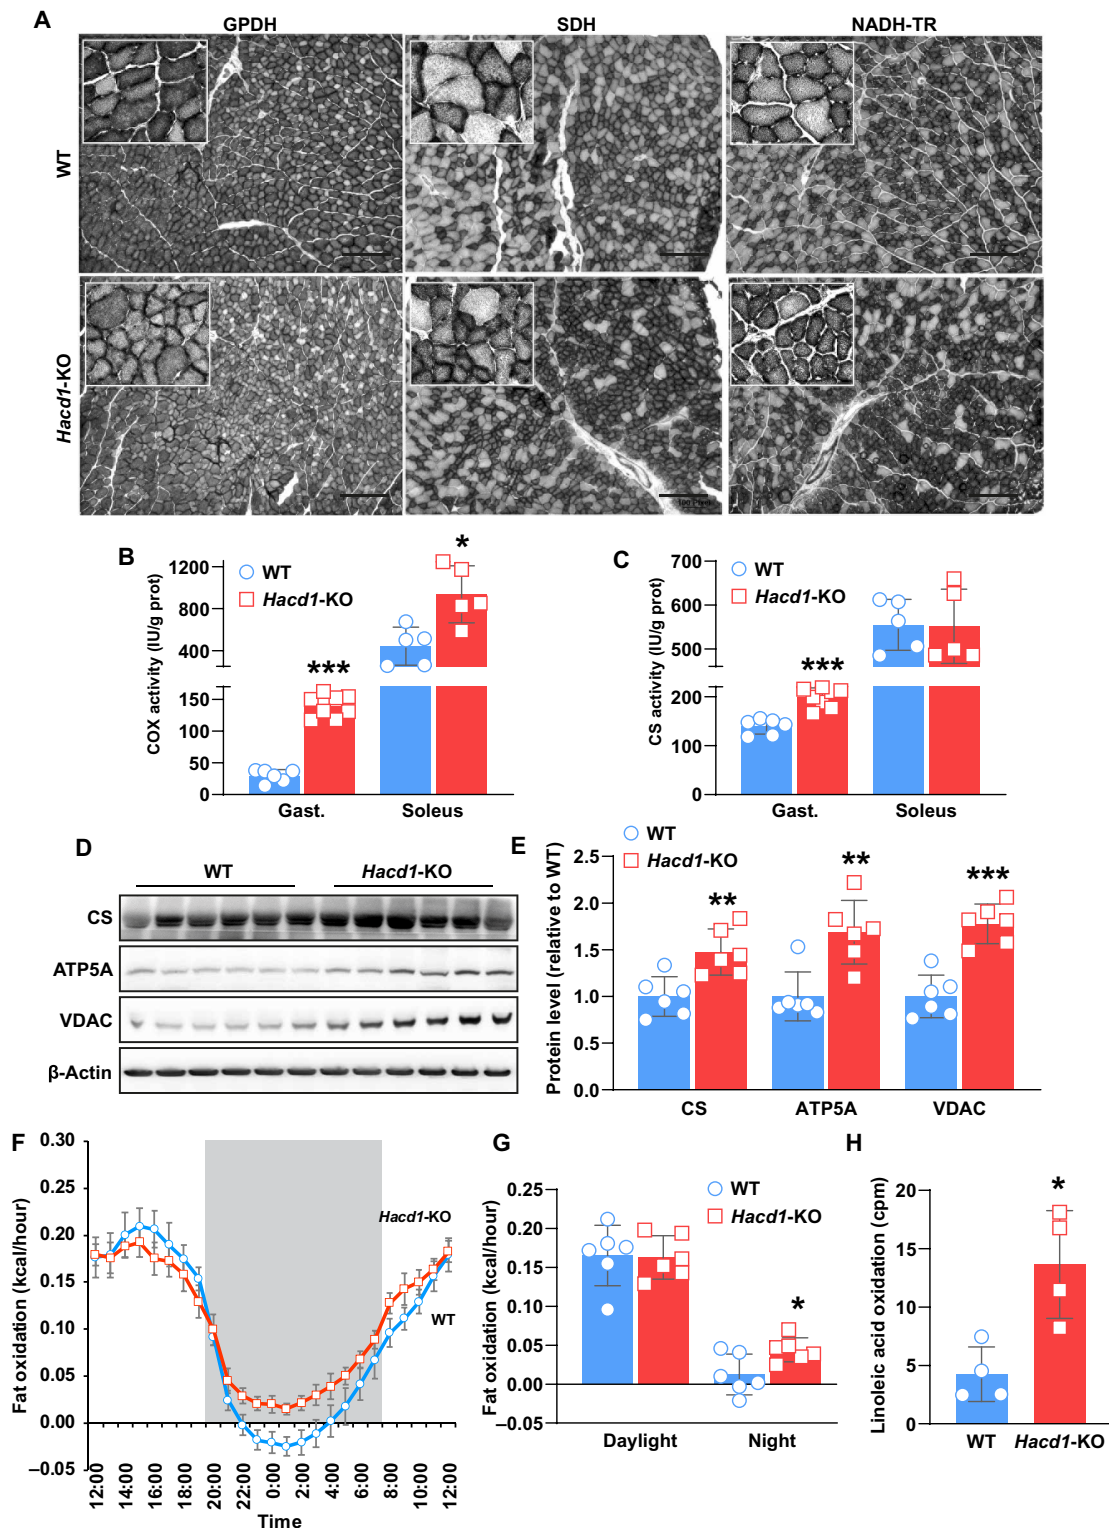 A
GPDH
SDH
NADH-TR
WT
Hacd1-KO
B
COX activity (IU/g prot)
1200
800
400
150
100
50
0
WT
Hacd1-KO
***
*
Gast.
Soleus
C
CS activity (IU/g prot)
700
600
500
200
100
0
WT
Hacd1-KO
***
Gast.
Soleus
D
WT
Hacd1-KO
CS
ATP5A
VDAC
β-Actin
E
Protein level (relative to WT)
2.5
2.0
1.5
1.0
0.5
0.0
WT
Hacd1-KO
**
**
***
CS
ATP5A
VDAC
F
Fat oxidation (kcal/hour)
0.30
0.25
0.20
0.15
0.10
0.05
0.00
–0.05
Hacd1-KO
WT
12:00
14:00
16:00
18:00
20:00
22:00
0:00
2:00
4:00
6:00
8:00
10:00
12:00
Time
G
Fat oxidation (kcal/hour)
0.25
0.20
0.15
0.10
0.05
0.00
–0.05
WT
Hacd1-KO
*
Daylight
Night
H
Linoleic acid oxidation (cpm)
20
15
10
5
0
*
WT
Hacd1-KO